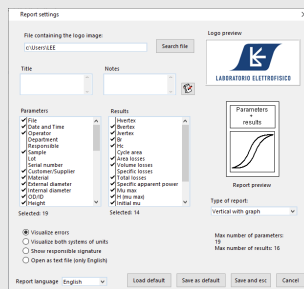 Report settings
File containing the logo image:
c:\Users\LEE
Search file
Logo preview
LABORATORIO ELETTROFISICO
Title
Notes
Parameters
File
Date and Time
Operator
Department
Responsible
Sample
Lot
Serial number
Customer/Supplier
Material
External diameter
Internal diameter
OD/ID
Height
Selected: 19
Results
Hvertex
Bvertex
Jvertex
Br
Hc
Cycle area
Area losses
Volume losses
Specific losses
Total losses
Specific apparent power
Mu max
H (mu max)
Initial mu
Selected: 14
Parameters
+
results
Report preview
Type of report:
Vertical with graph
Max number of parameters:
19
Max number of results: 16
Visualize errors
Visualize both systems of units
Show responsible signature
Open as text file (only English)
Report language
English
Load default
Save as default
Save and esc
Cancel